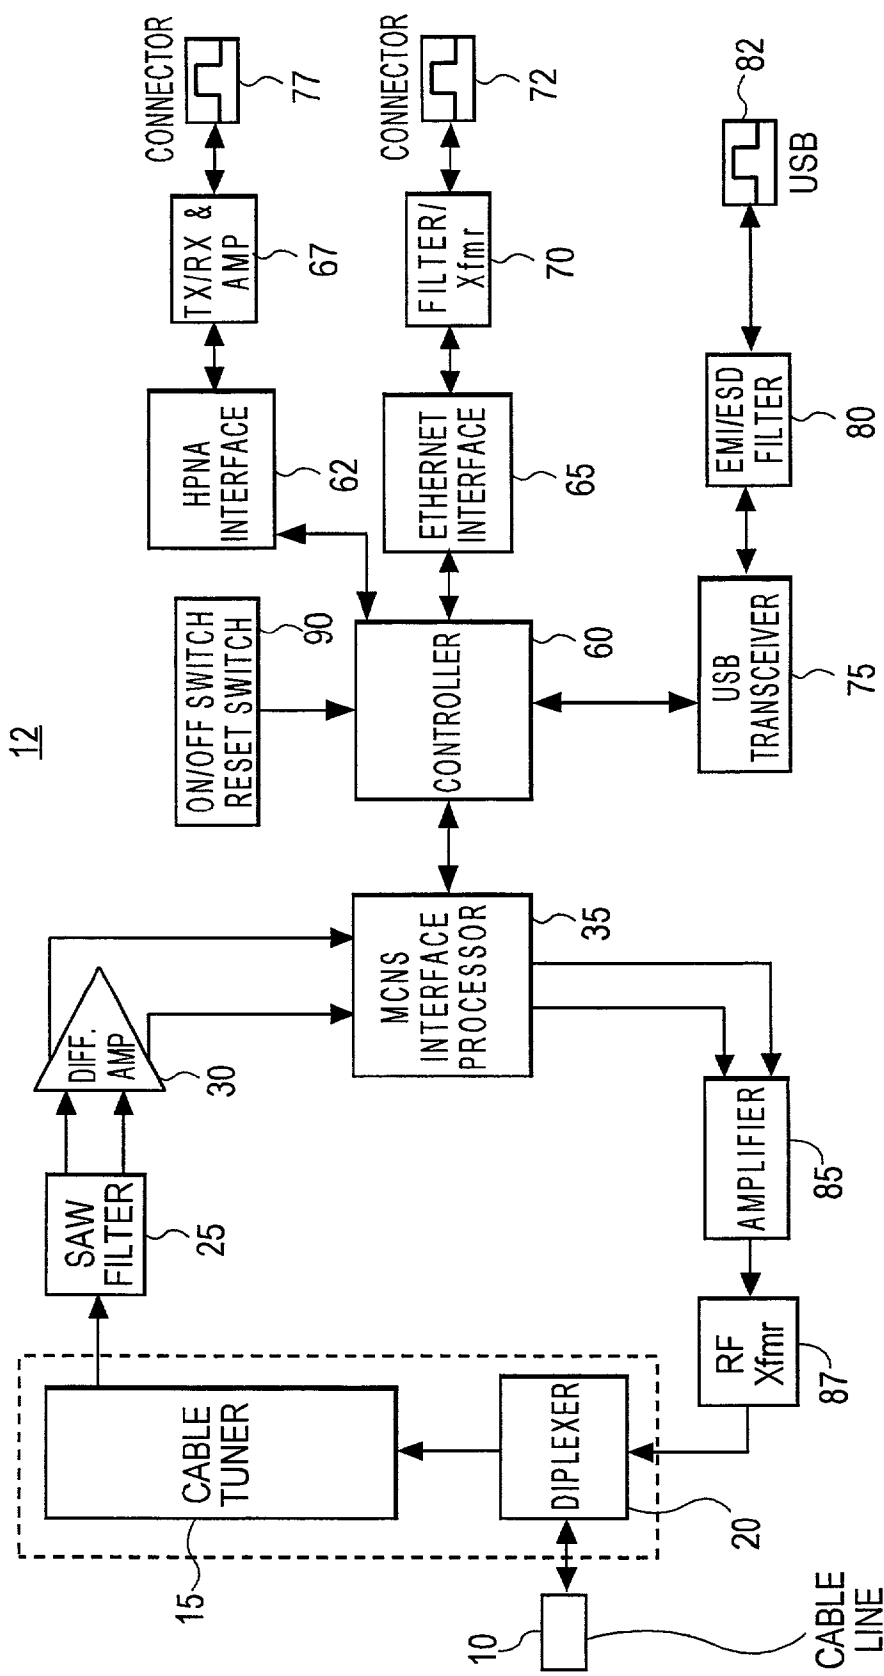 12
CABLE
LINE
10
15
CABLE
TUNER
DIPLEXER
20
SAW
FILTER
25
DIFF.
AMP
30
MCNS
INTERFACE
PROCESSOR
35
RF
Xfmr
87
AMPLIFIER
85
ON/OFF SWITCH
RESET SWITCH
90
CONTROLLER
60
HPNA
INTERFACE
62
TX/RX &
AMP
67
CONNECTOR
77
ETHERNET
INTERFACE
65
FILTER/
Xfmr
70
CONNECTOR
72
USB
TRANSCEIVER
75
EMI/ESD
FILTER
80
82
USB